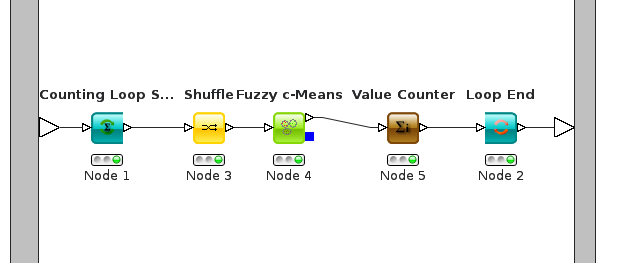 Counting Loop S... Shuffle Fuzzy c-Means Value Counter Loop End
Σ Σi
Node 1 Node 3 Node 4 Node 5 Node 2